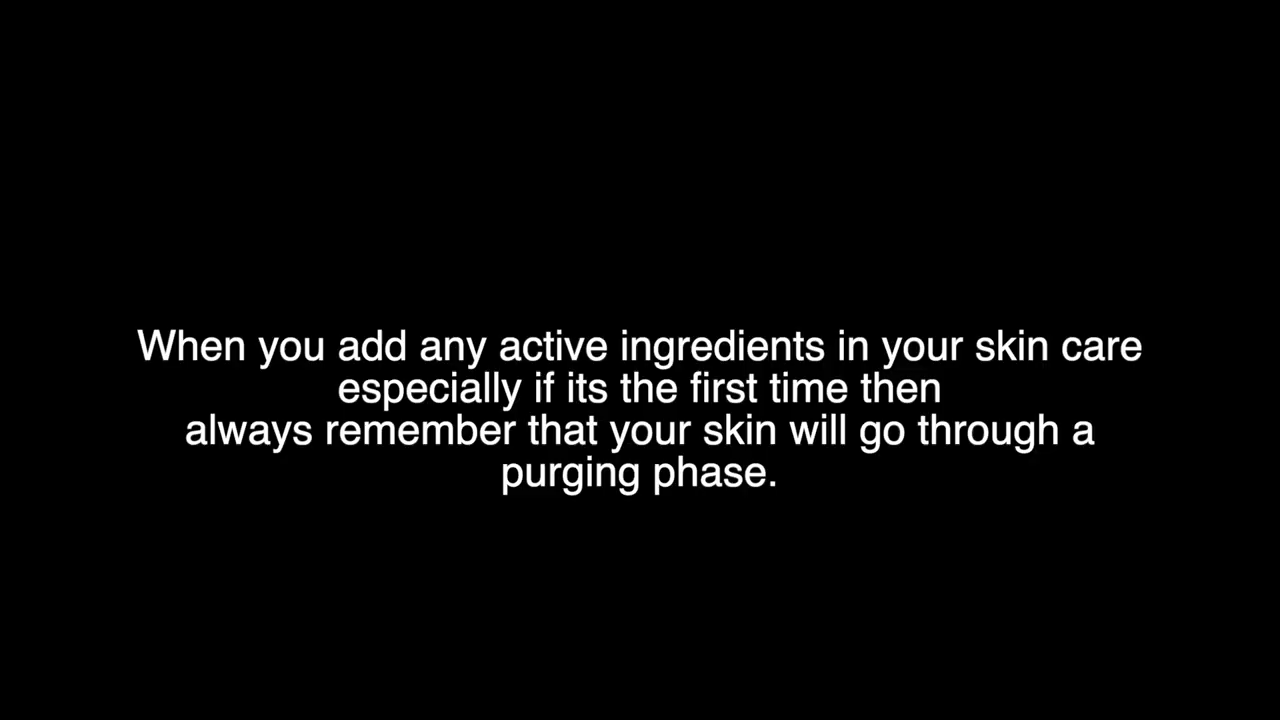 When you add any active ingredients in your skin care
especially if its the first time then
always remember that your skin will go through a
purging phase.